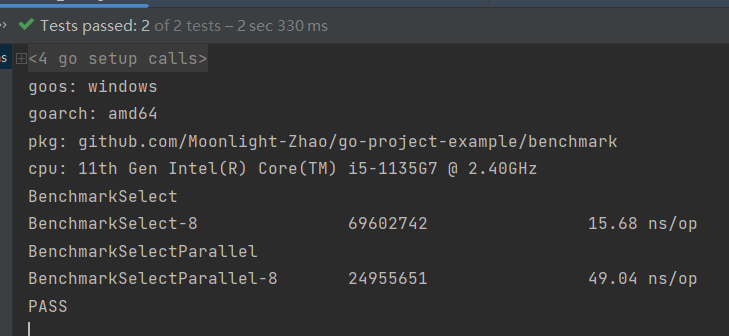 Tests passed: 2 of 2 tests – 2 sec 330 ms
<4 go setup calls>
goos: windows
goarch: amd64
pkg: github.com/Moonlight-Zhao/go-project-example/benchmark
cpu: 11th Gen Intel(R) Core(TM) i5-1135G7 @ 2.40GHz
BenchmarkSelect
BenchmarkSelect-8 69602742 15.68 ns/op
BenchmarkSelectParallel
BenchmarkSelectParallel-8 24955651 49.04 ns/op
PASS